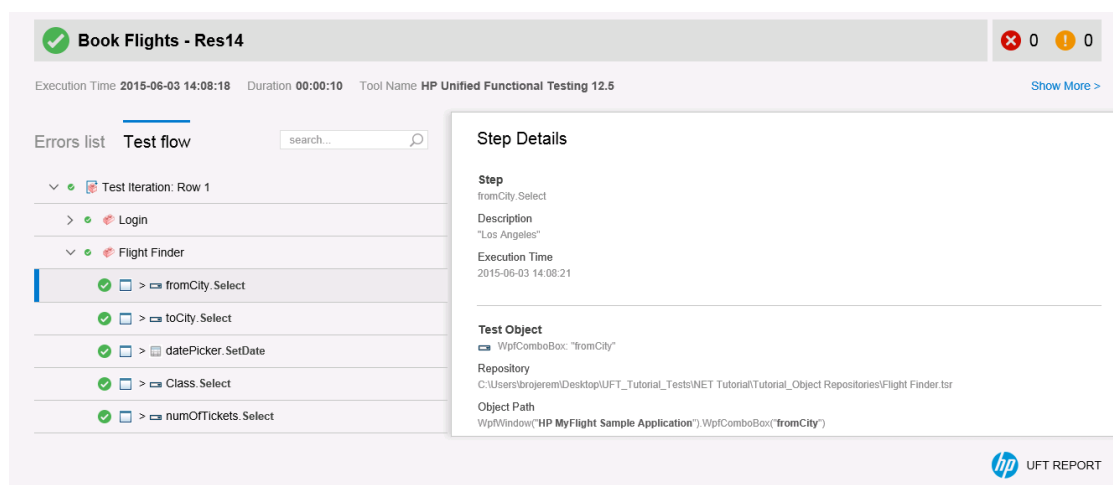 Book Flights - Res14
0
0
Execution Time 2015-06-03 14:08:18 Duration 00:00:10 Tool Name HP Unified Functional Testing 12.5
Show More >
Errors list Test flow search...
Test Iteration: Row 1
> Login
Flight Finder
> fromCity.Select
> toCity.Select
> datePicker.SetDate
> Class.Select
> numOfTickets.Select
Step Details
Step
fromCity.Select
Description
"Los Angeles"
Execution Time
2015-06-03 14:08:21
Test Object
WpfComboBox: "fromCity"
Repository
C:\Users\brojerem\Desktop\UFT_Tutorial_Tests\NET Tutorial\Tutorial_Object Repositories\Flight Finder.tsr
Object Path
WpfWindow("HP MyFlight Sample Application").WpfComboBox("fromCity")
hp UFT REPORT